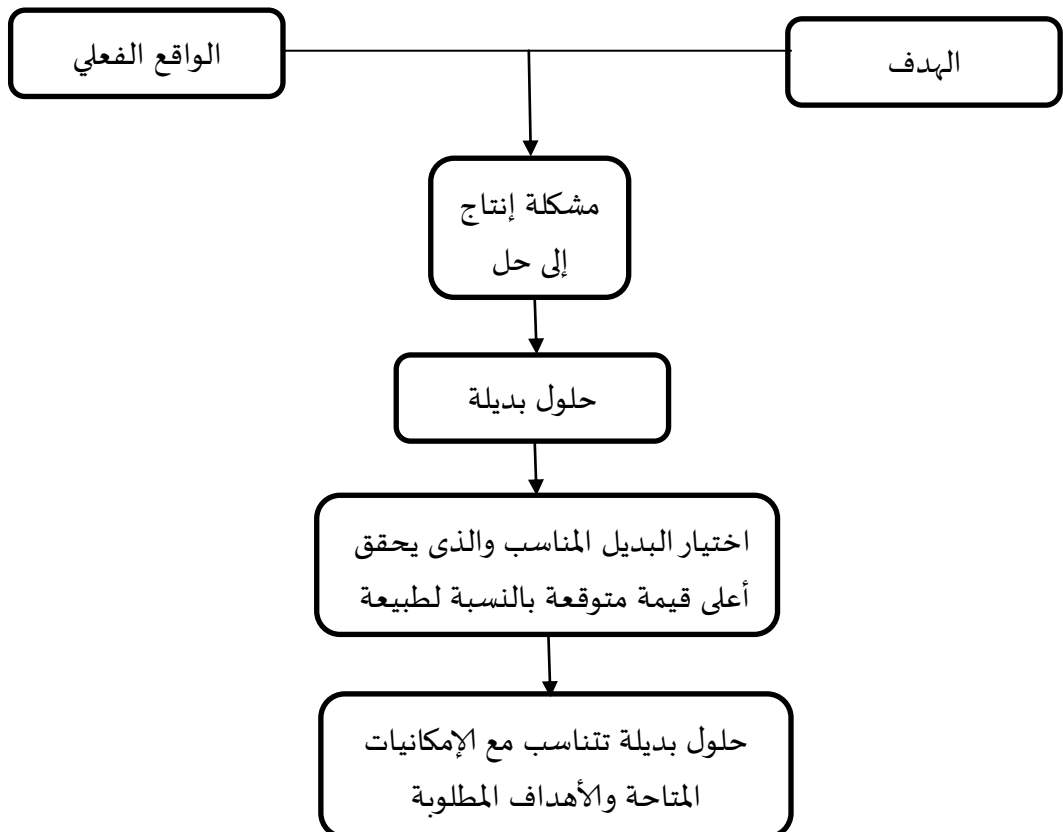 الهدف
الواقع الفعلي
مشكلة إنتاج
إلى حل
حلول بديلة
اختيار البديل المناسب والذى يحقق
أعلى قيمة متوقعة بالنسبة لطبيعة
حلول بديلة تتناسب مع الإمكانيات
المتاحة والأهداف المطلوبة